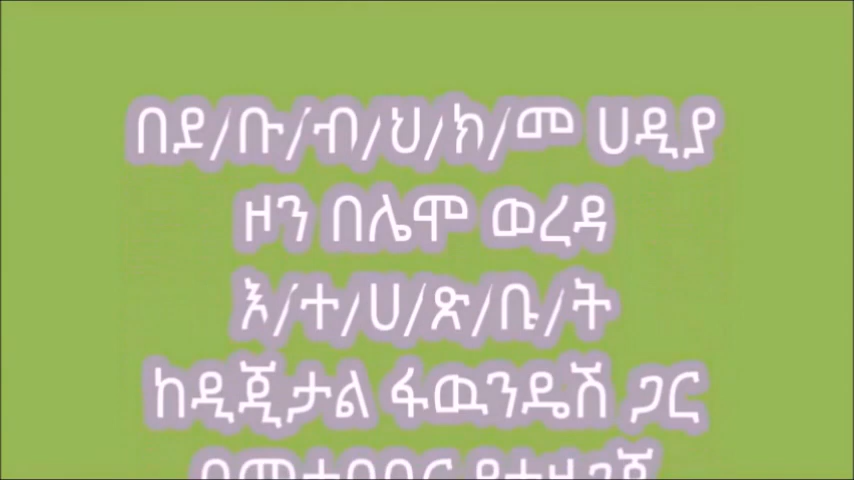 በደ/ቡ/ብ/ህ/ክ/መ ሀዲያ
ዞን በሌሞ ወረዳ
እ/ተ/ሀ/ጽ/ቤ/ት
ከዲጂታል ፋዉንዴሽ ጋር